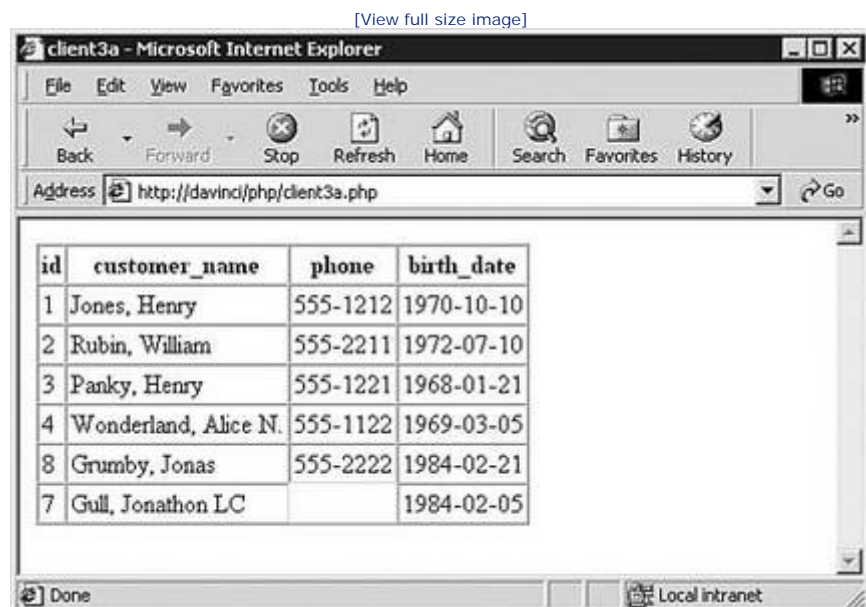 [View full size image]
client3a - Microsoft Internet Explorer
File Edit View Favorites Tools Help
Back Forward Stop Refresh Home Search Favorites History »
Address http://davinci/php/client3a.php Go
id customer_name phone birth_date
1 Jones, Henry 555-1212 1970-10-10
2 Rubin, William 555-2211 1972-07-10
3 Panky, Henry 555-1221 1968-01-21
4 Wonderland, Alice N. 555-1122 1969-03-05
8 Grumby, Jonas 555-2222 1984-02-21
7 Gull, Jonathon LC 1984-02-05
Done Local intranet